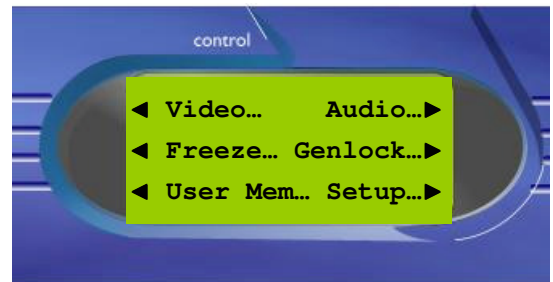 control
◀ Video… Audio…▶
◀ Freeze… Genlock…▶
◀ User Mem… Setup…▶